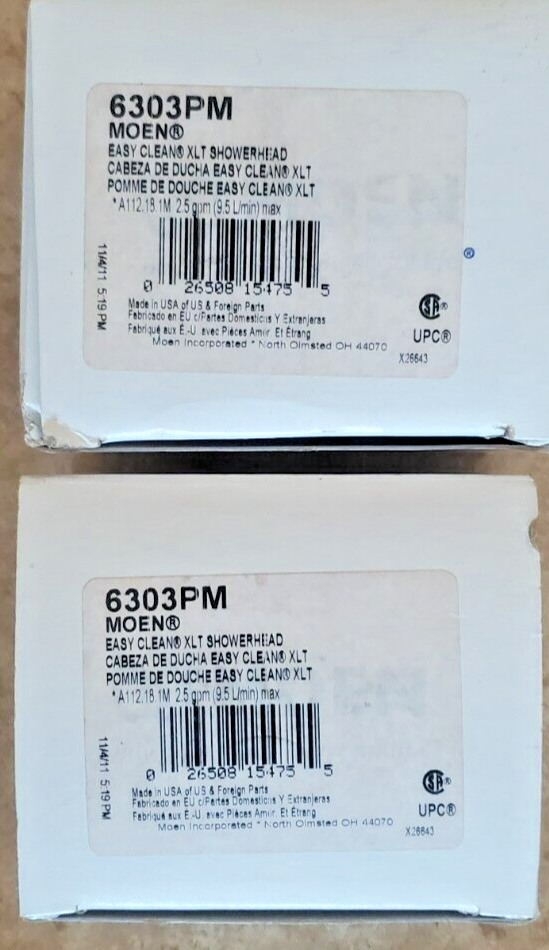 6303PM
MOEN®
EASY CLEAN® XLT SHOWERHEAD
CABEZA DE DUCHA EASY CLEAN® XLT
POMME DE DOUCHE EASY CLEAN® XLT
*A112.18.1M 2.5 gpm (9.5 L/min) max
11/4/11 5:19 PM
0 26508 15475 5
Made in USA of US & Foreign Parts
Fabricado en EU c/Partes Domesticas Y Extranjeras
Fabriqué aux É.-U. avec Pièces Amér. Et Étrang
Moen Incorporated * North Olmsted OH 44070
SA®
UPC®
X26643
®
6303PM
MOEN®
EASY CLEAN® XLT SHOWERHEAD
CABEZA DE DUCHA EASY CLEAN® XLT
POMME DE DOUCHE EASY CLEAN® XLT
*A112.18.1M 2.5 gpm (9.5 L/min) max
11/4/11 5:19 PM
0 26508 15475 5
Made in USA of US & Foreign Parts
Fabricado en EU c/Partes Domesticas Y Extranjeras
Fabriqué aux É.-U. avec Pièces Amér. Et Étrang
Moen Incorporated * North Olmsted OH 44070
SA®
UPC®
X26643